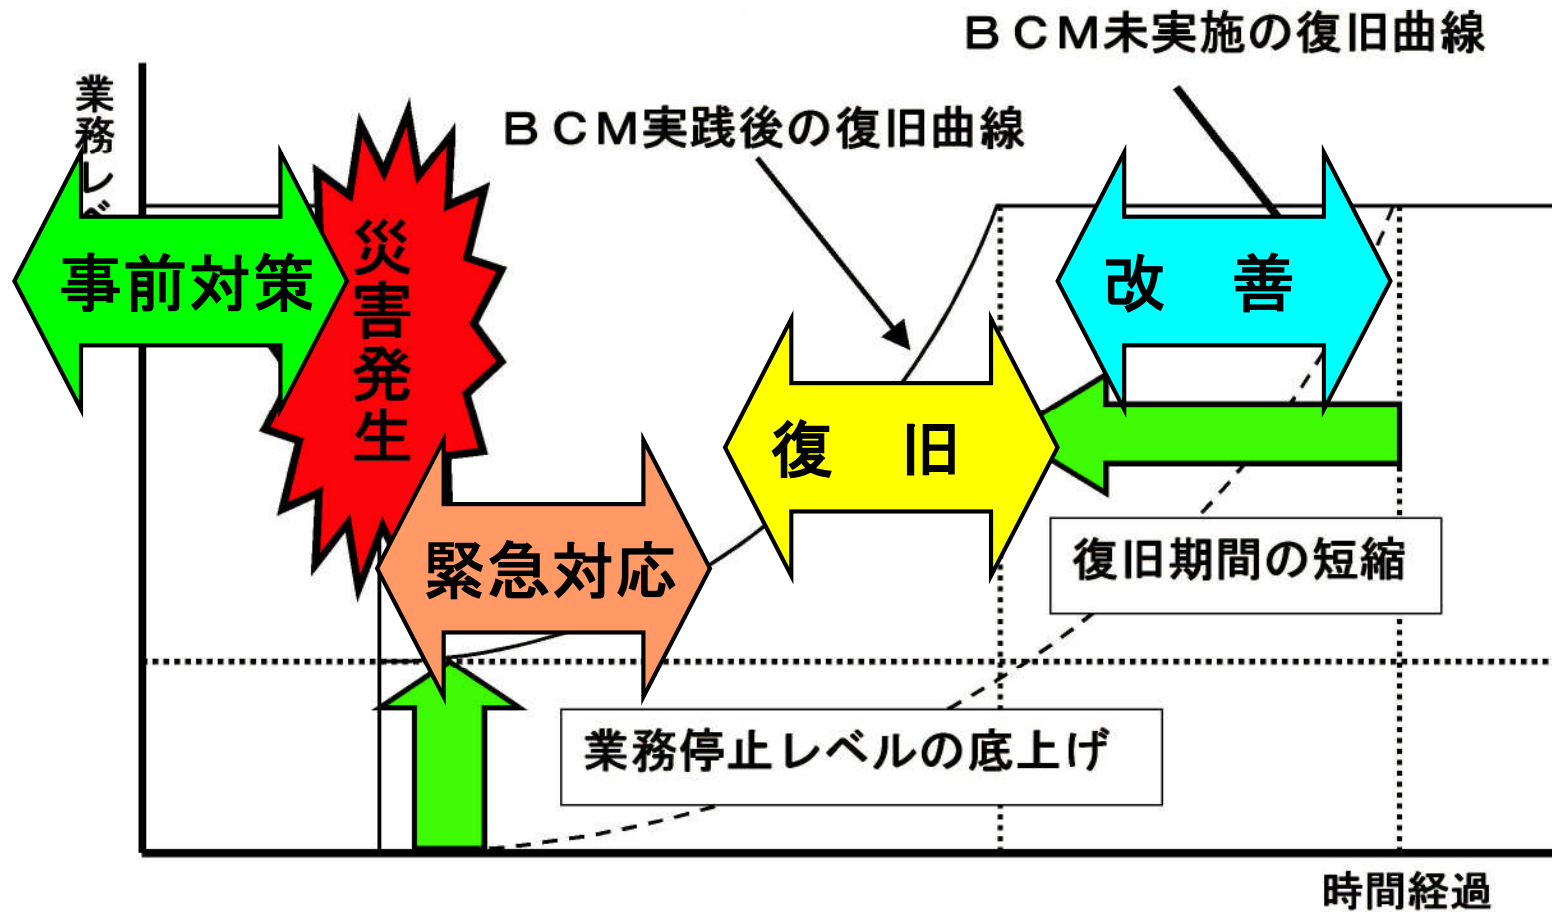 BCM未実施の復旧曲線
BCM実践後の復旧曲線
業務レベ
事前対策
災害発生
改 善
復 旧
緊急対応
復旧期間の短縮
業務停止レベルの底上げ
時間経過